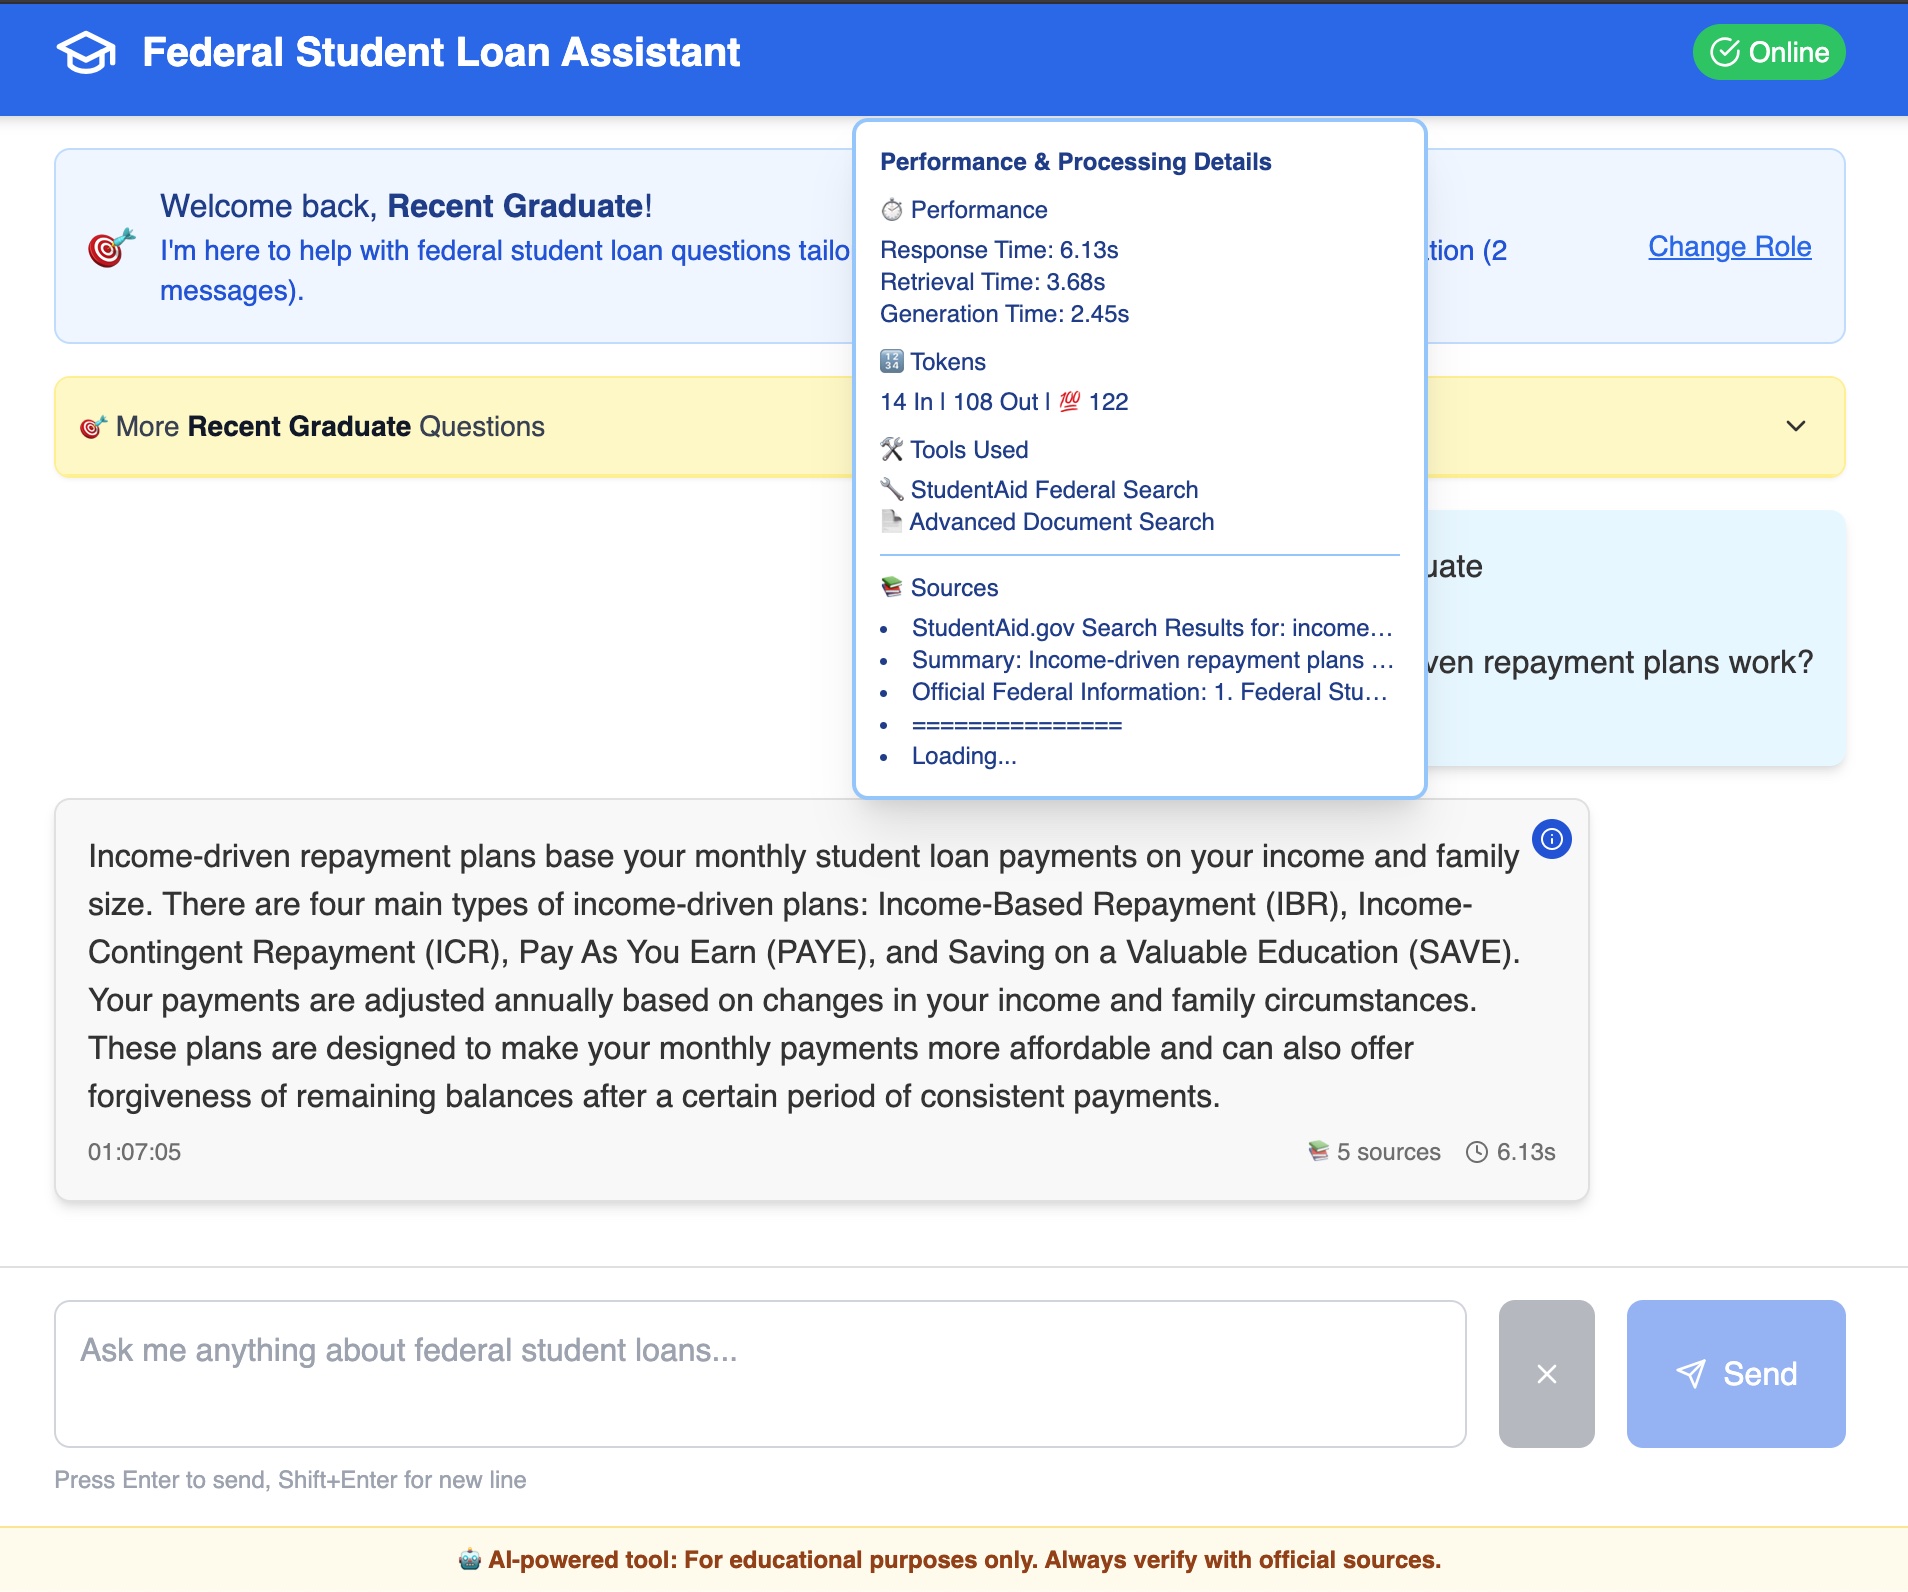 Federal Student Loan Assistant
Online
Welcome back, Recent Graduate!
I'm here to help with federal student loan questions tailo
tion (2
messages).
Change Role
🎯 More Recent Graduate Questions
Performance & Processing Details
⏱️ Performance
Response Time: 6.13s
Retrieval Time: 3.68s
Generation Time: 2.45s
🔢 Tokens
14 In | 108 Out | 💯 122
🛠️ Tools Used
🔧 StudentAid Federal Search
📄 Advanced Document Search
📚 Sources
• StudentAid.gov Search Results for: income...
• Summary: Income-driven repayment plans ...
• Official Federal Information: 1. Federal Stu...
• ===============
• Loading...
uate
ven repayment plans work?
Income-driven repayment plans base your monthly student loan payments on your income and family
size. There are four main types of income-driven plans: Income-Based Repayment (IBR), Income-
Contingent Repayment (ICR), Pay As You Earn (PAYE), and Saving on a Valuable Education (SAVE).
Your payments are adjusted annually based on changes in your income and family circumstances.
These plans are designed to make your monthly payments more affordable and can also offer
forgiveness of remaining balances after a certain period of consistent payments.
01:07:05
📚 5 sources
6.13s
Ask me anything about federal student loans...
Send
Press Enter to send, Shift+Enter for new line
🤖 AI-powered tool: For educational purposes only. Always verify with official sources.